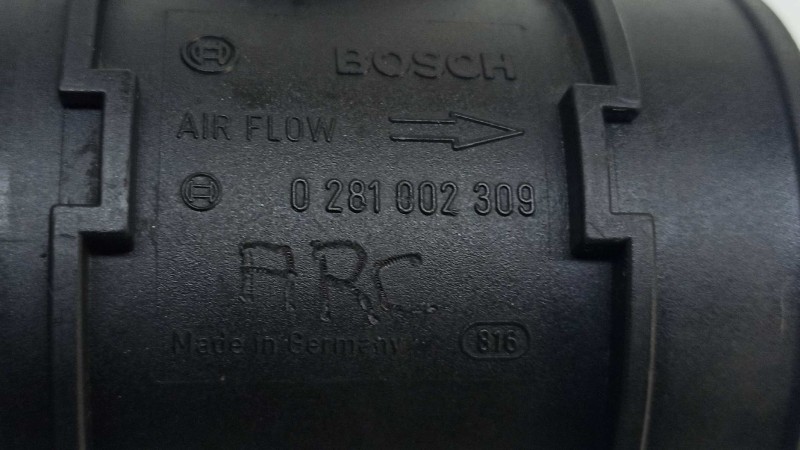 BOSCH
AIR FLOW
0 281 002 309
ARC
Made in Germany 816